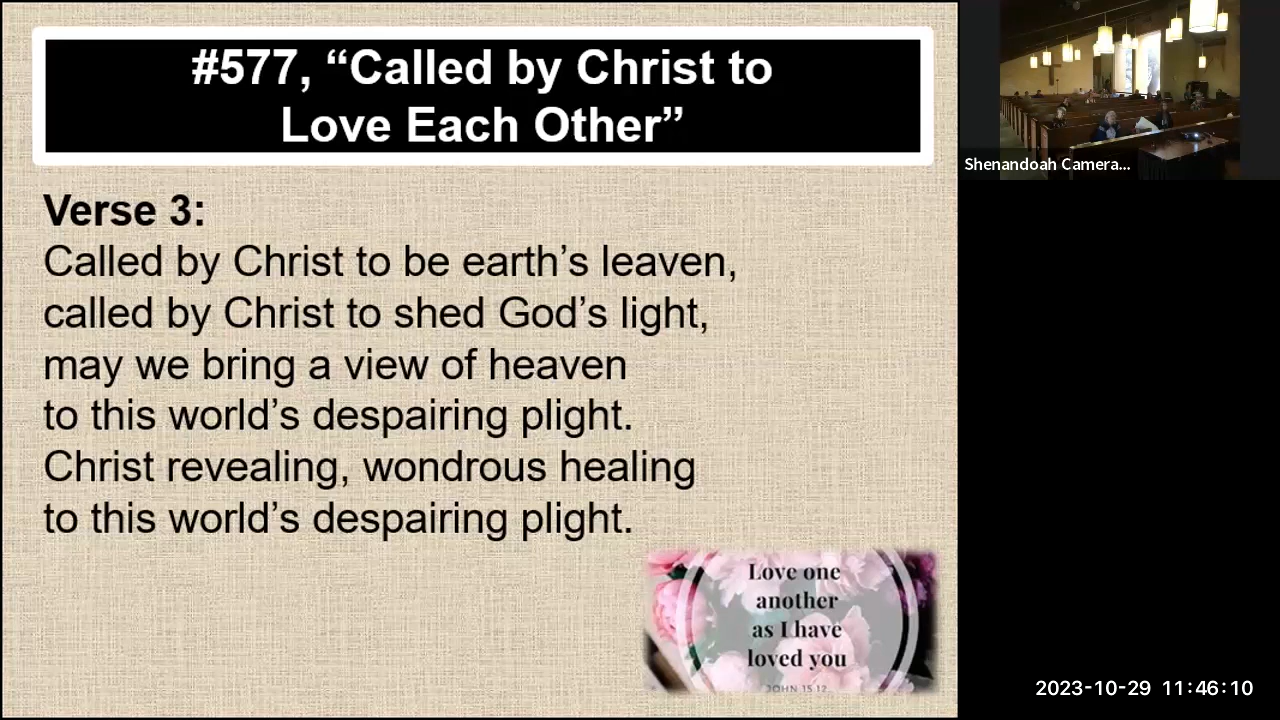 #577, “Called by Christ to
Love Each Other”
Verse 3:
Called by Christ to be earth’s leaven,
called by Christ to shed God’s light,
may we bring a view of heaven
to this world’s despairing plight.
Christ revealing, wondrous healing
to this world’s despairing plight.
Love one
another
as I have
loved you
JOHN 15:12
Shenandoah Camera...
2023-10-29 11:46:10